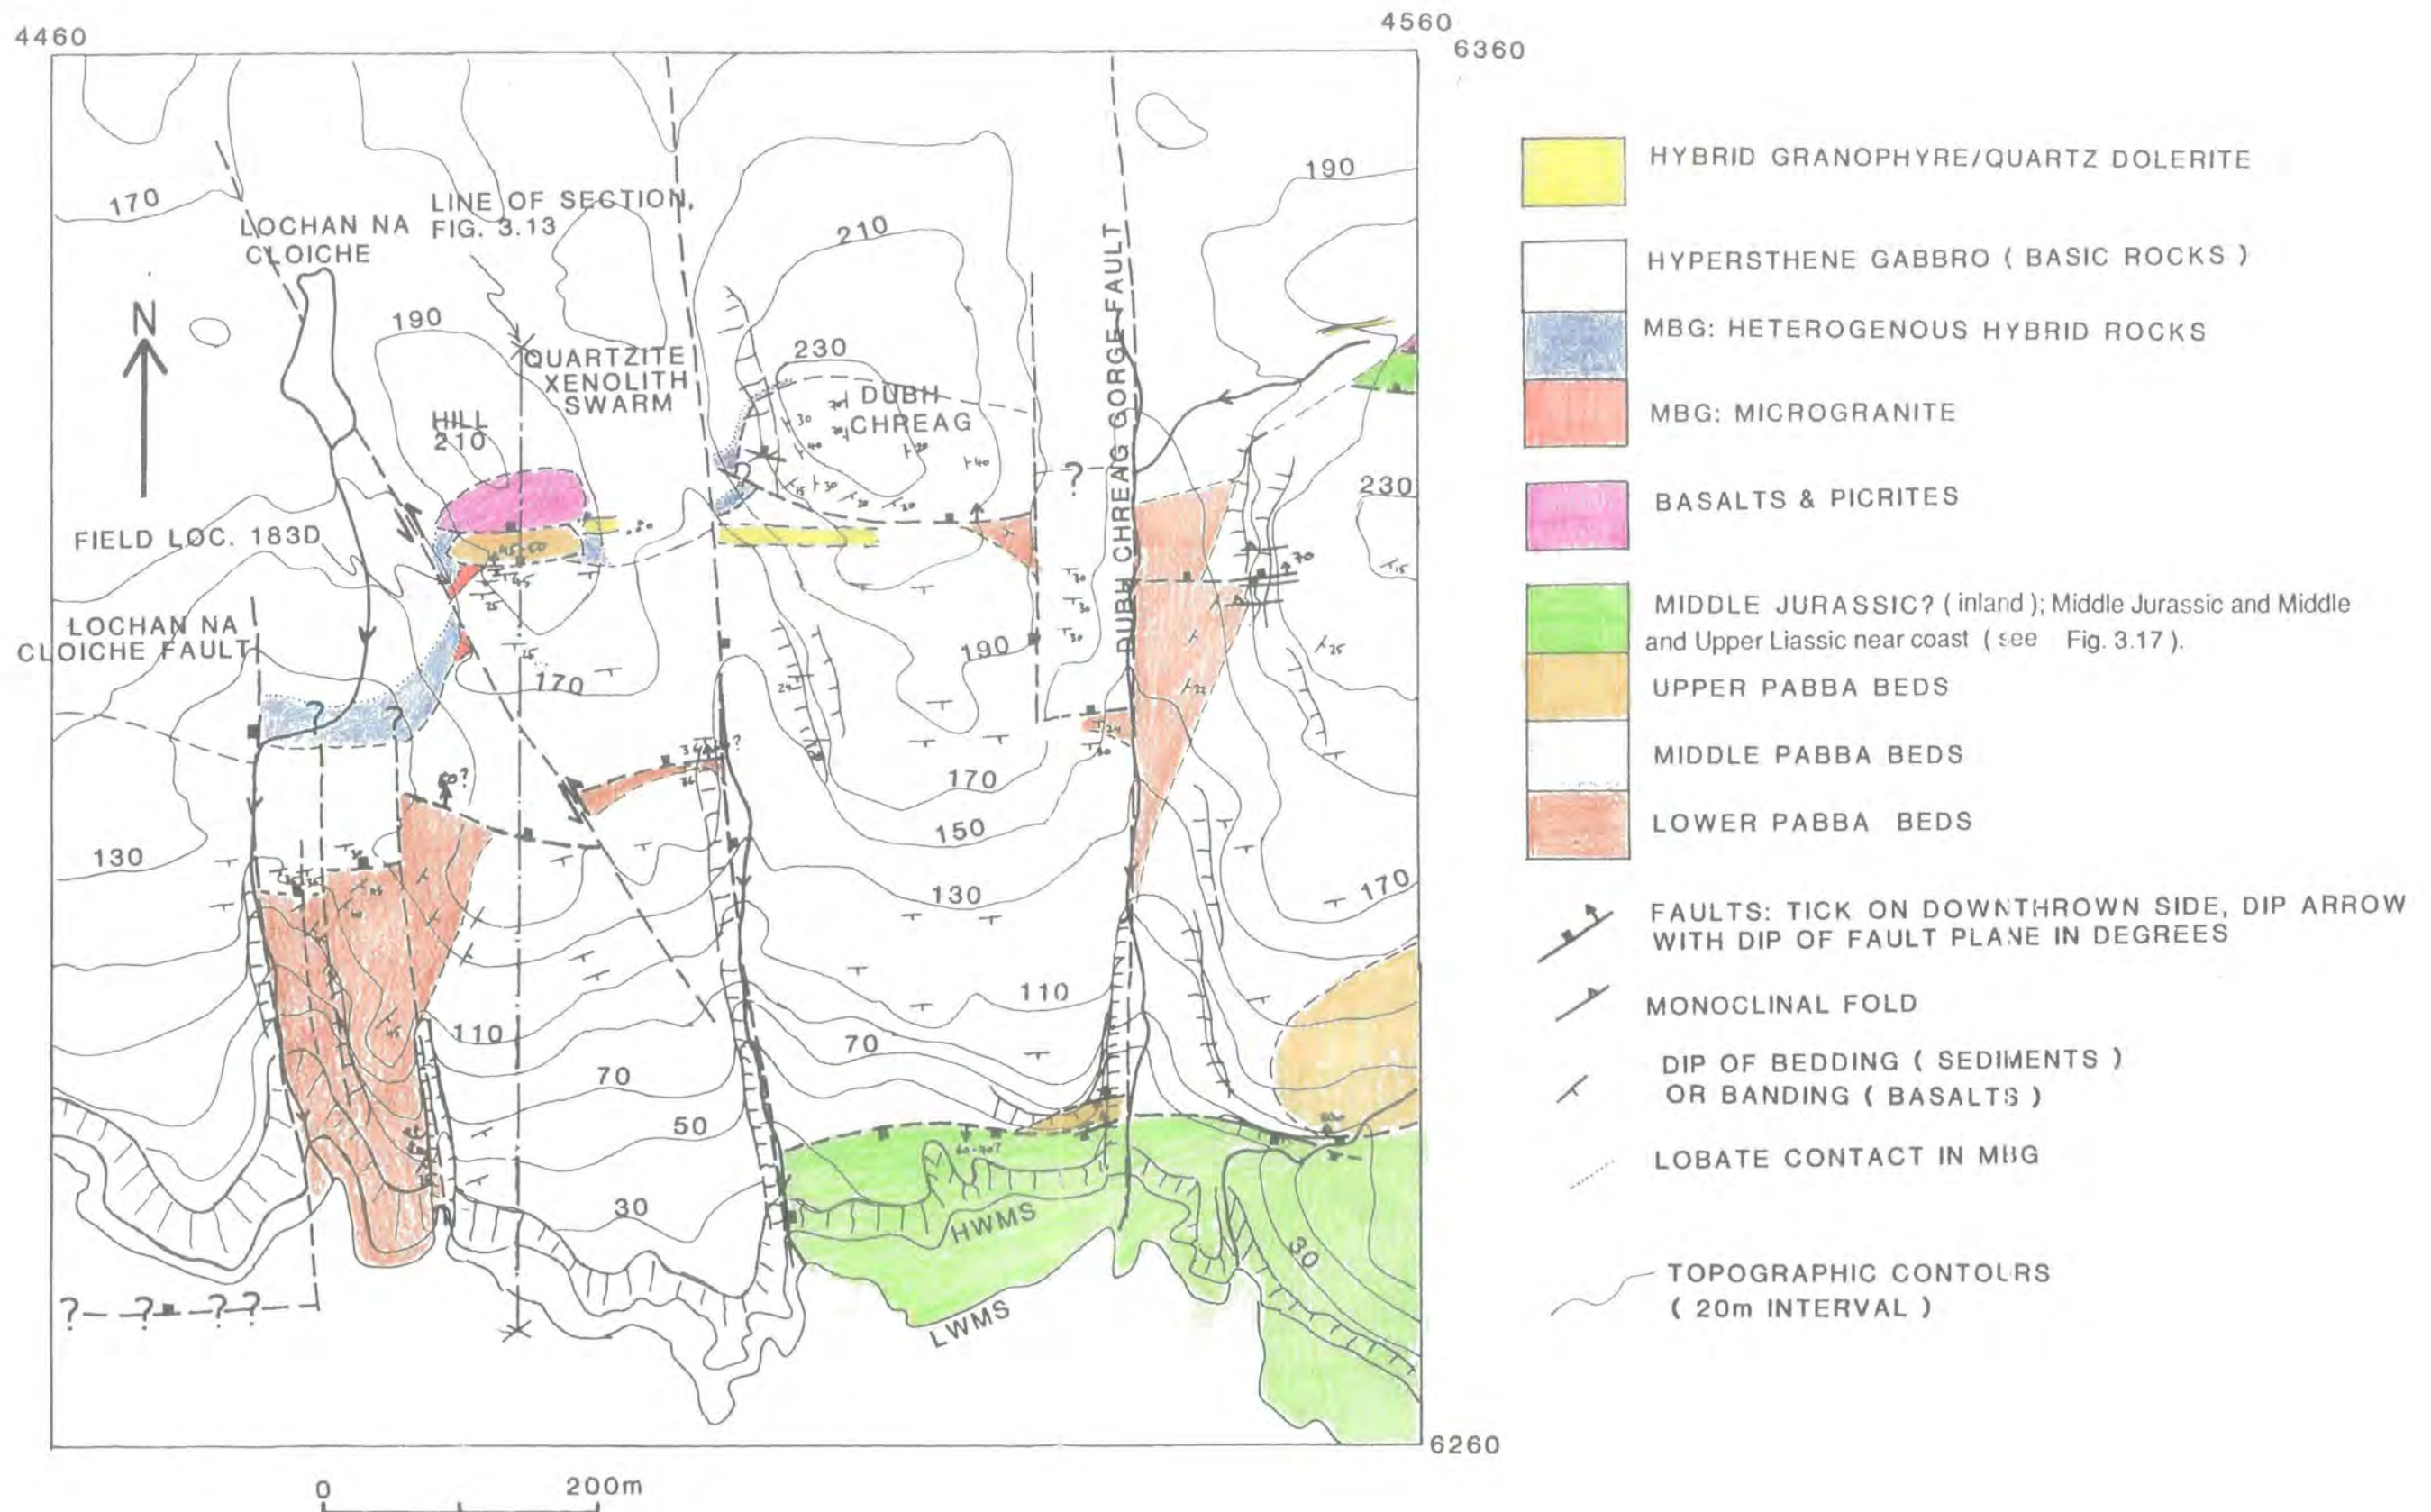 4460
4560
6360
190
170
LINE OF SECTION,
FIG. 3.13
LOCHAN NA
CLOICHE
210
N
190
230
QUARTZITE
XENOLITH
SWARM
DUBH
CHREAG
HILL
210
DUBH CHREAG GORGE FAULT
?
230
FIELD LOC. 183D
45-50
70
LOCHAN NA
CLOICHE FAULT
190
170
170
150
130
130
170
110
110
70
70
50
30
HWMS
LWMS
30
?
?
?
?
6260
0
200m
HYBRID GRANOPHYRE/QUARTZ DOLERITE
HYPERSTHENE GABBRO ( BASIC ROCKS )
MBG: HETEROGENOUS HYBRID ROCKS
MBG: MICROGRANITE
BASALTS & PICRITES
MIDDLE JURASSIC? ( inland ); Middle Jurassic and Middle
and Upper Liassic near coast ( see Fig. 3.17 ).
UPPER PABBA BEDS
MIDDLE PABBA BEDS
LOWER PABBA BEDS
FAULTS: TICK ON DOWNTHROWN SIDE, DIP ARROW
WITH DIP OF FAULT PLANE IN DEGREES
MONOCLINAL FOLD
DIP OF BEDDING ( SEDIMENTS )
OR BANDING ( BASALTS )
LOBATE CONTACT IN MBG
TOPOGRAPHIC CONTOURS
( 20m INTERVAL )